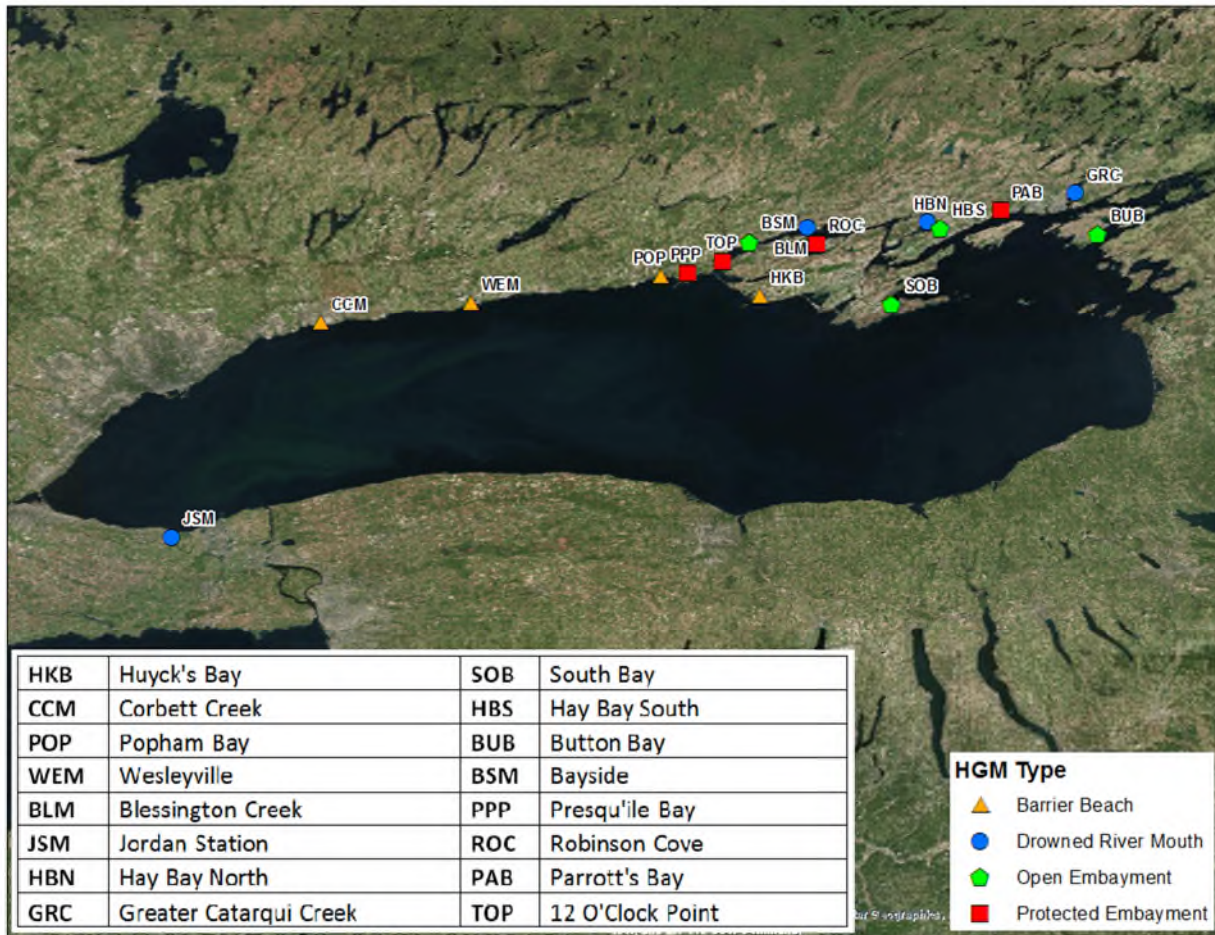 GRC
PAB
HBN
HBS
BUB
BSM
ROC
BLM
TOP
POP
PPP
HKB
SOB
WEM
CCM
JSM
HKB Huyck's Bay SOB South Bay
CCM Corbett Creek HBS Hay Bay South
POP Popham Bay BUB Button Bay
WEM Wesleyville BSM Bayside
BLM Blessington Creek PPP Presqu'ile Bay
JSM Jordan Station ROC Robinson Cove
HBN Hay Bay North PAB Parrott's Bay
GRC Greater Catarqui Creek TOP 12 O'Clock Point
HGM Type
Barrier Beach
Drowned River Mouth
Open Embayment
Protected Embayment